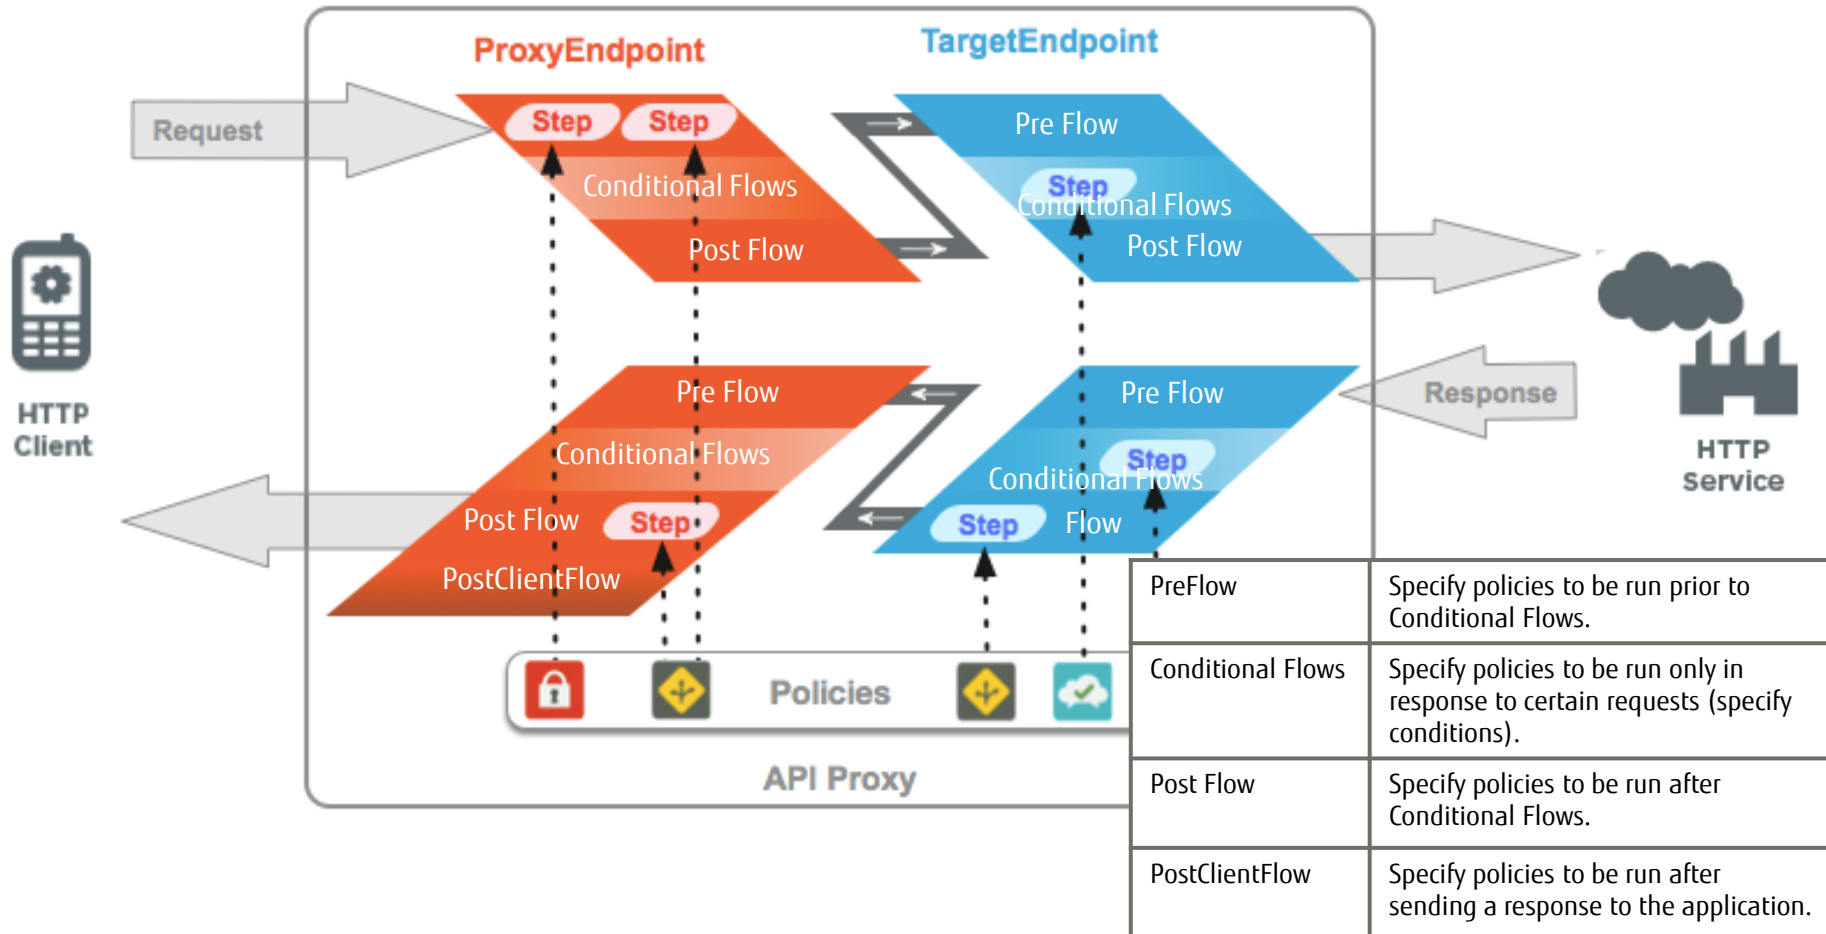 ProxyEndpoint
TargetEndpoint
Request
Step
Step
Conditional Flows
Post Flow
Pre Flow
Step
Conditional Flows
Post Flow
HTTP
Client
Pre Flow
Conditional Flows
Post Flow
Step
PostClientFlow
Pre Flow
Step
Conditional Flows
Step
Flow
Response
HTTP
Service
Policies
API Proxy
PreFlow
Specify policies to be run prior to
Conditional Flows.
Conditional Flows
Specify policies to be run only in
response to certain requests (specify
conditions).
Post Flow
Specify policies to be run after
Conditional Flows.
PostClientFlow
Specify policies to be run after
sending a response to the application.